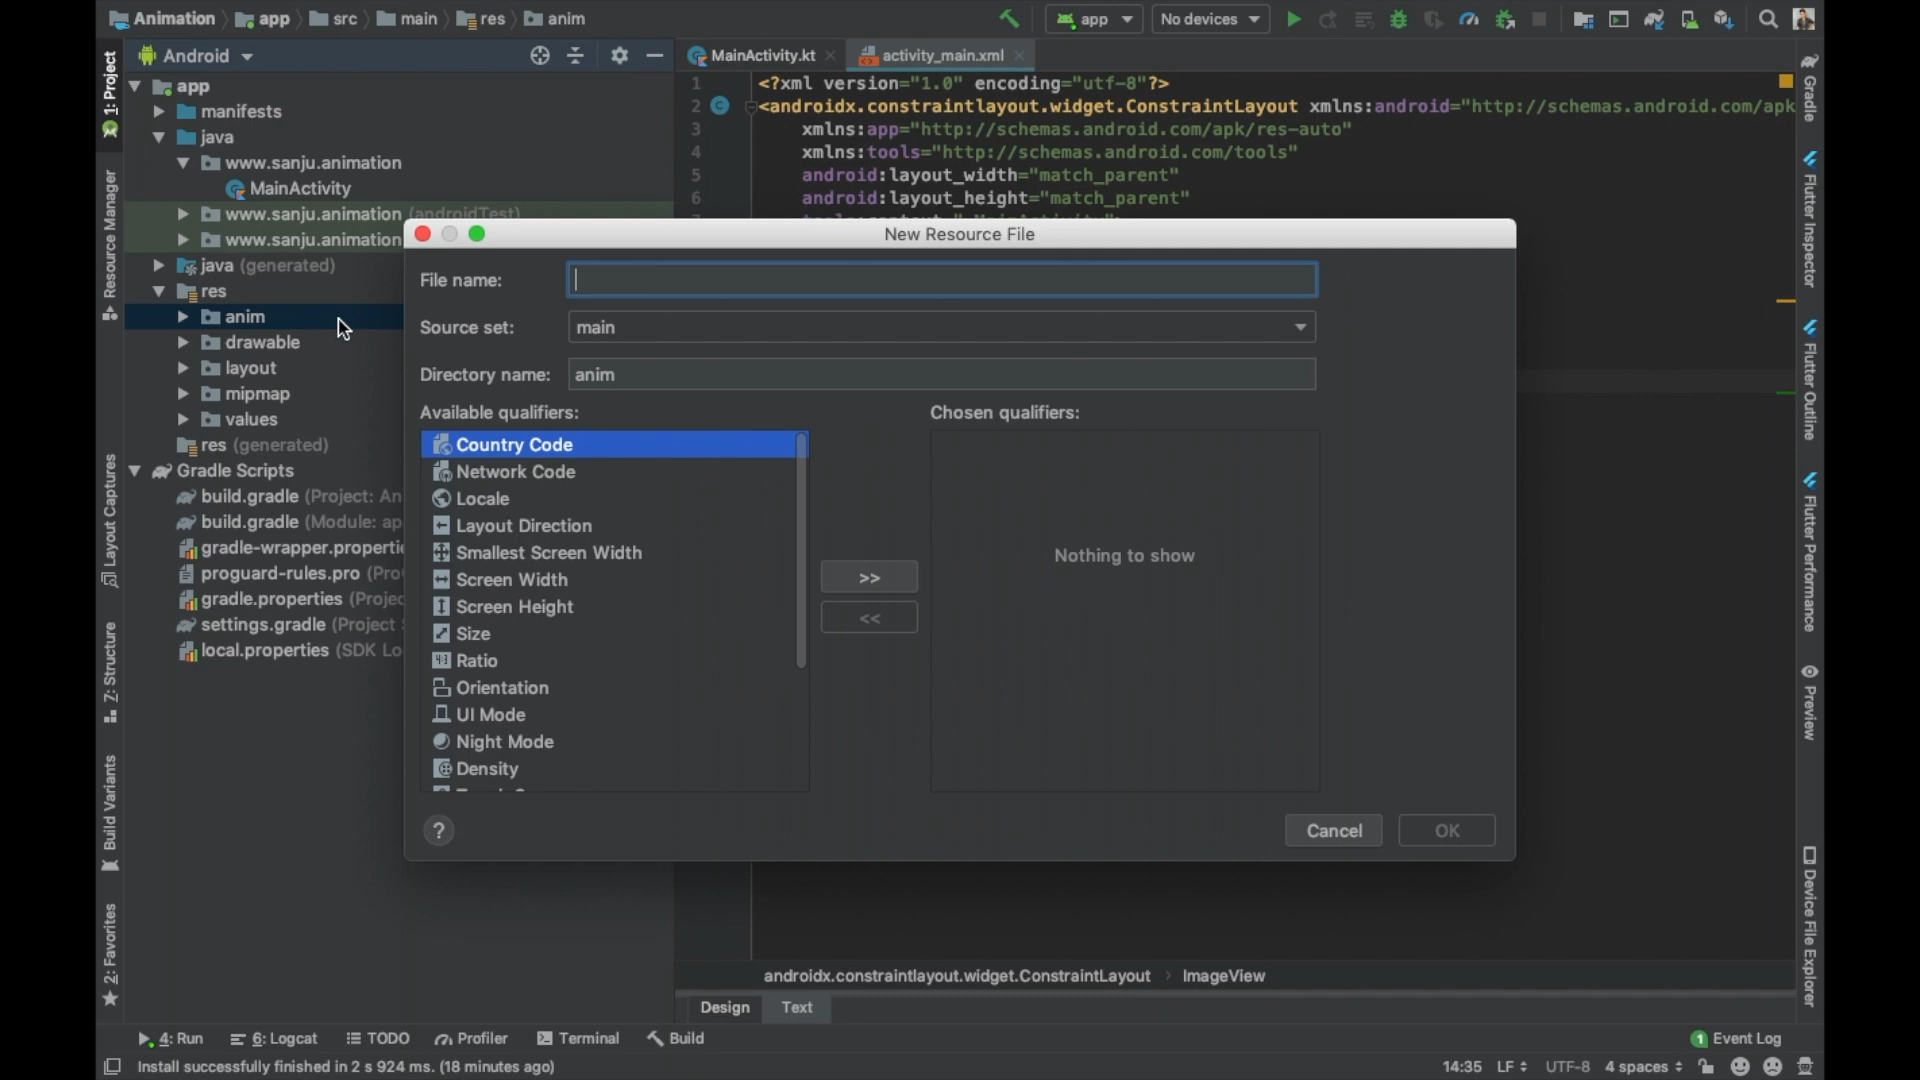 Animation app src main res anim
app No devices
Android
MainActivity.kt
activity_main.xml
1: Project
Resource Manager
Layout Captures
Z: Structure
Build Variants
2: Favorites
app
manifests
java
www.sanju.animation
MainActivity
www.sanju.animation (androidTest)
www.sanju.animation
java (generated)
res
anim
drawable
layout
mipmap
values
res (generated)
Gradle Scripts
build.gradle (Project: An
build.gradle (Module: ap
gradle-wrapper.properti
proguard-rules.pro (Pro
gradle.properties (Projec
settings.gradle (Project
local.properties (SDK Lo
1 <?xml version="1.0" encoding="utf-8"?>
2 <androidx.constraintlayout.widget.ConstraintLayout xmlns:android="http://schemas.android.com/apk
3 xmlns:app="http://schemas.android.com/apk/res-auto"
4 xmlns:tools="http://schemas.android.com/tools"
5 android:layout_width="match_parent"
6 android:layout_height="match_parent"
New Resource File
File name:
Source set: main
Directory name: anim
Available qualifiers:
Chosen qualifiers:
Country Code
Network Code
Locale
Layout Direction
Smallest Screen Width
Screen Width
Screen Height
Size
Ratio
Orientation
UI Mode
Night Mode
Density
>>
<<
Nothing to show
?
Cancel
OK
androidx.constraintlayout.widget.ConstraintLayout › ImageView
Design Text
Gradle
Flutter Inspector
Flutter Outline
Flutter Performance
Preview
Device File Explorer
4: Run 6: Logcat TODO Profiler Terminal Build
1 Event Log
Install successfully finished in 2 s 924 ms. (18 minutes ago)
14:35 LF UTF-8 4 spaces